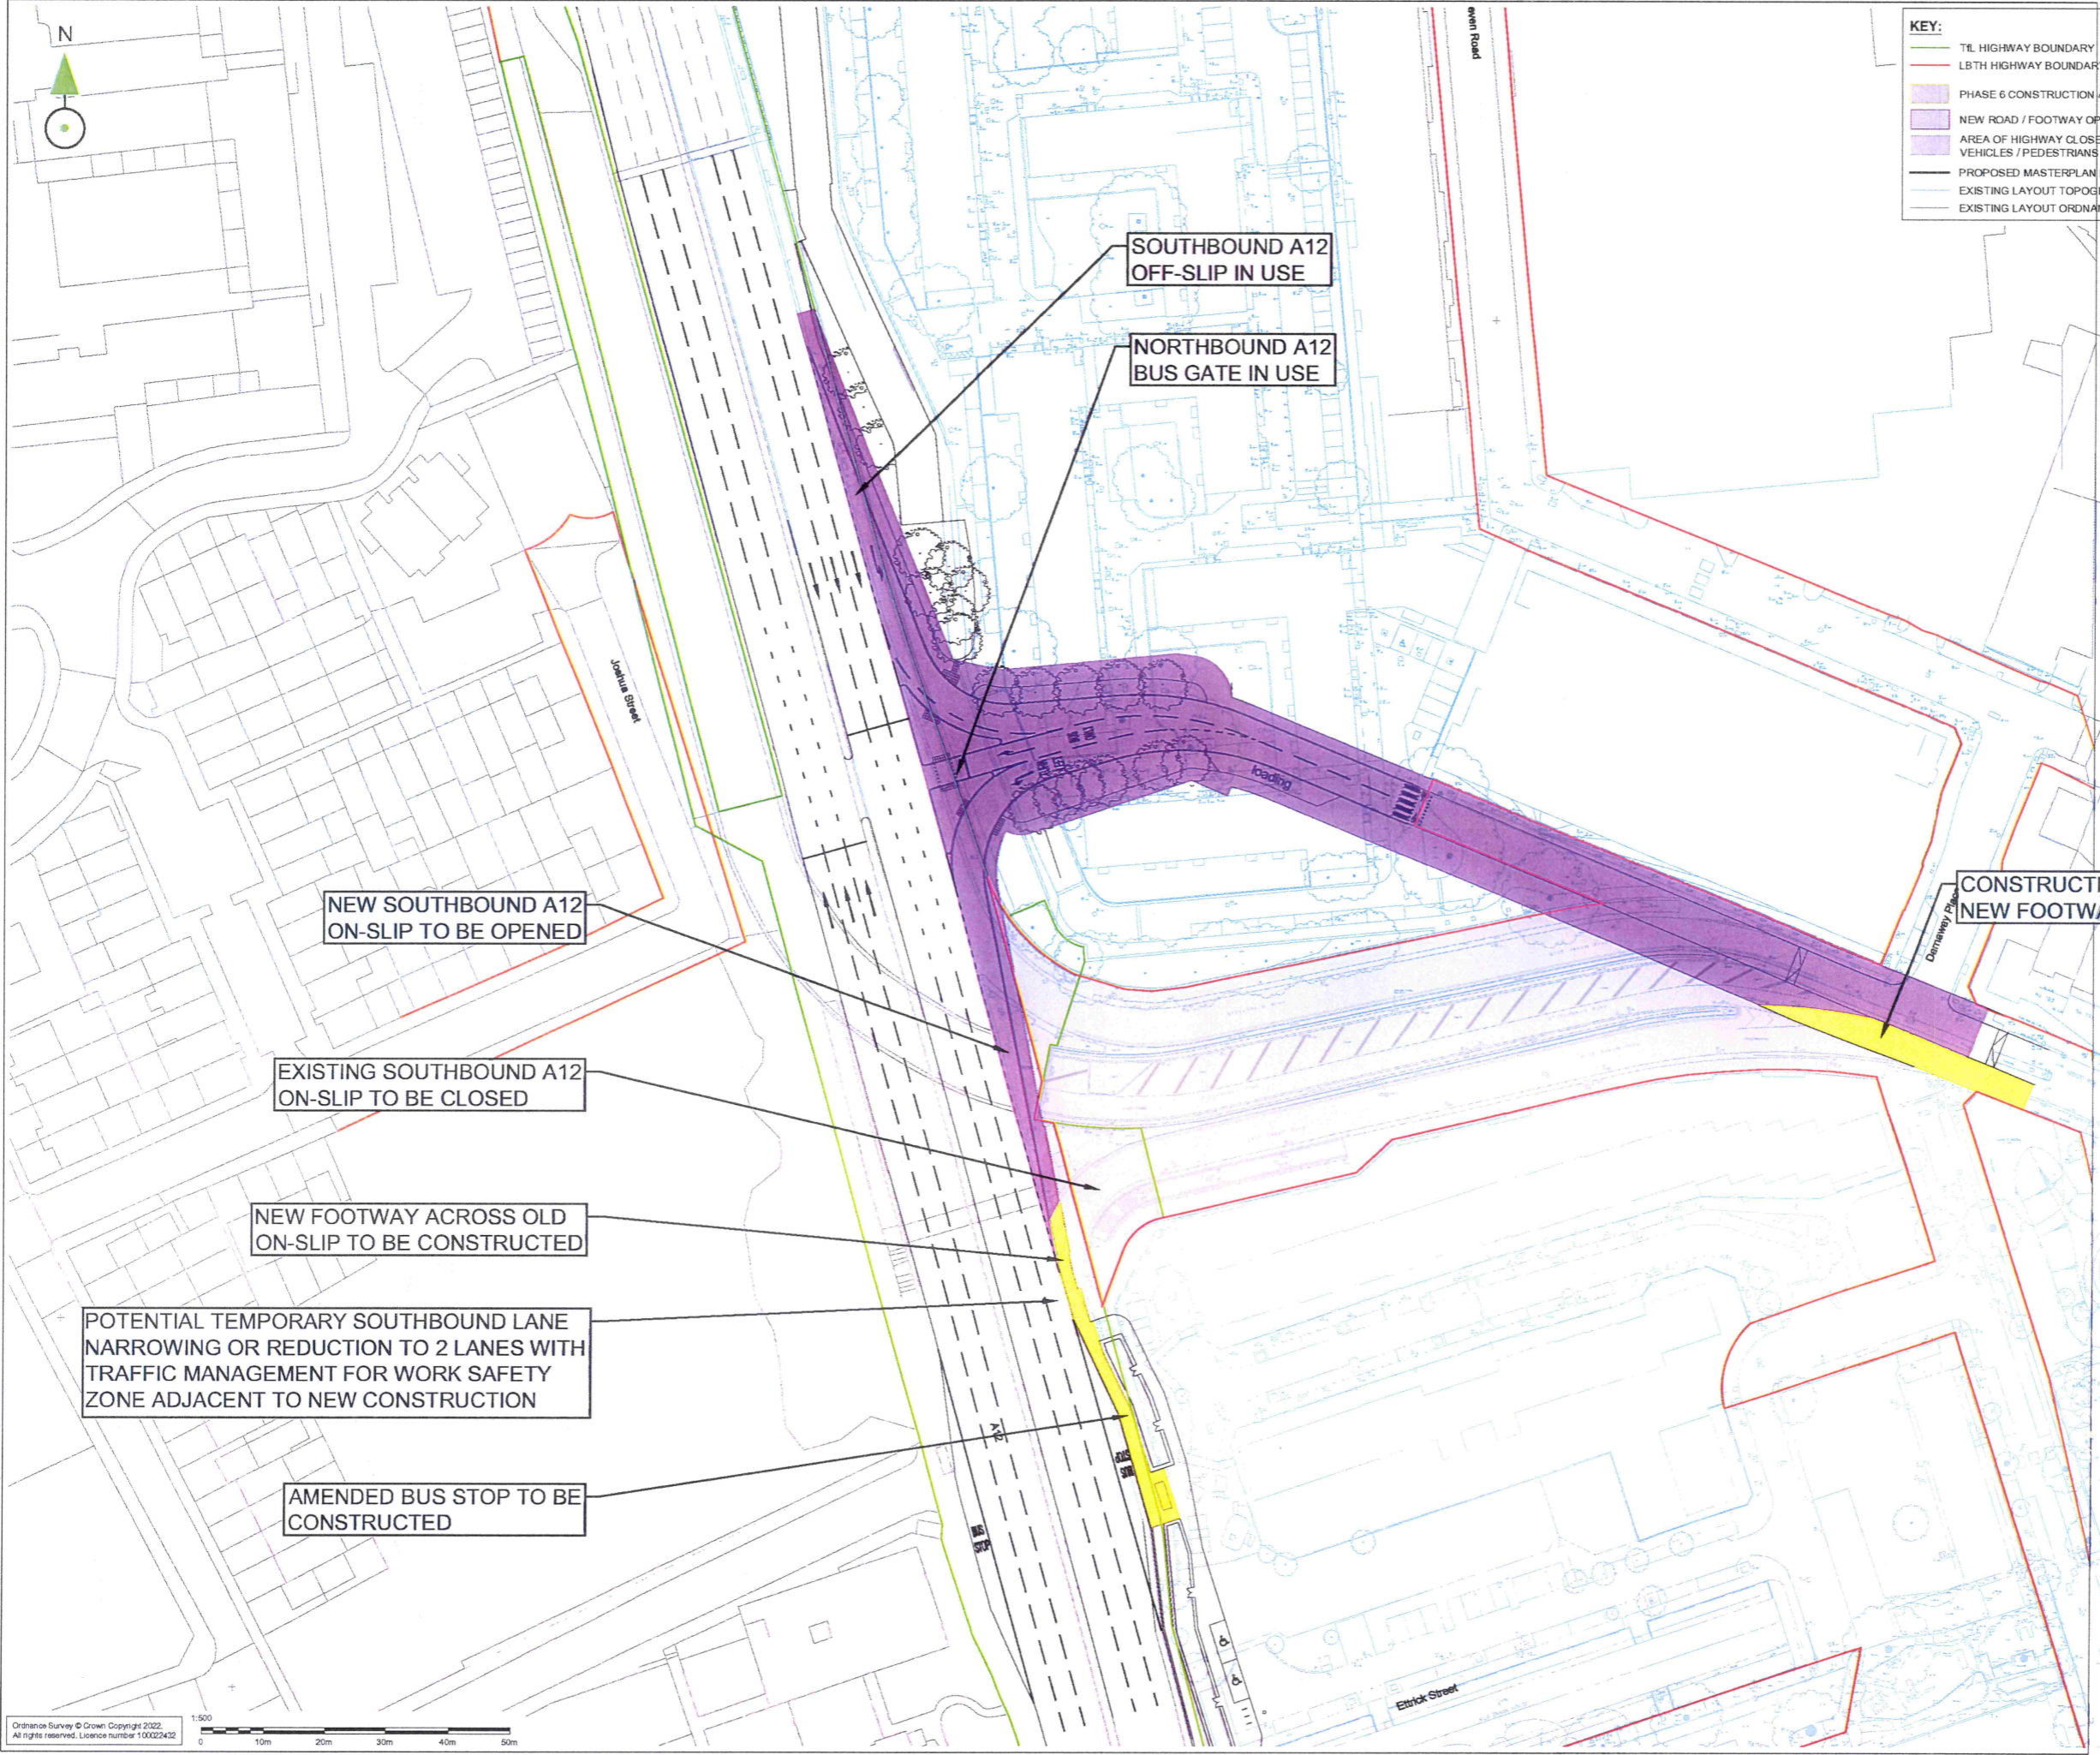 N
even Road
KEY:
TfL HIGHWAY BOUNDARY
LBTH HIGHWAY BOUNDAR
PHASE 6 CONSTRUCTION
NEW ROAD / FOOTWAY OP
AREA OF HIGHWAY CLOSE
VEHICLES / PEDESTRIANS
PROPOSED MASTERPLAN
EXISTING LAYOUT TOPOG
EXISTING LAYOUT ORDNA
SOUTHBOUND A12
OFF-SLIP IN USE
NORTHBOUND A12
BUS GATE IN USE
Joshua Street
loading
NEW SOUTHBOUND A12
ON-SLIP TO BE OPENED
CONSTRUCT
NEW FOOTWA
Darnaway Place
EXISTING SOUTHBOUND A12
ON-SLIP TO BE CLOSED
NEW FOOTWAY ACROSS OLD
ON-SLIP TO BE CONSTRUCTED
POTENTIAL TEMPORARY SOUTHBOUND LANE
NARROWING OR REDUCTION TO 2 LANES WITH
TRAFFIC MANAGEMENT FOR WORK SAFETY
ZONE ADJACENT TO NEW CONSTRUCTION
A12
BUS
STOP
AMENDED BUS STOP TO BE
CONSTRUCTED
BUS
STOP
Ettrick Street
Ordnance Survey © Crown Copyright 2022.
All rights reserved. Licence number 100022432
1:500
0 10m 20m 30m 40m 50m